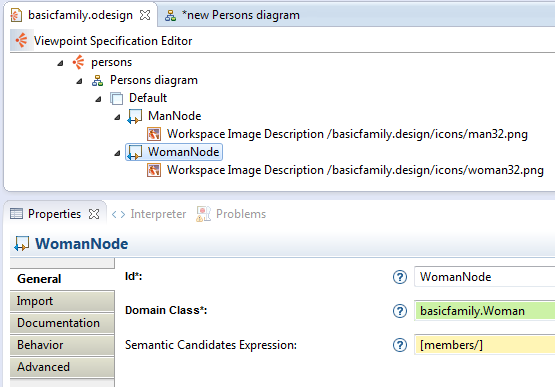 basicfamily.odesign
*new Persons diagram
Viewpoint Specification Editor
persons
Persons diagram
Default
ManNode
Workspace Image Description /basicfamily.design/icons/man32.png
WomanNode
Workspace Image Description /basicfamily.design/icons/woman32.png
Properties
<> Interpreter
Problems
WomanNode
General
Import
Documentation
Behavior
Advanced
Id*:
? WomanNode
Domain Class*:
? basicfamily.Woman
Semantic Candidates Expression:
? [members/]